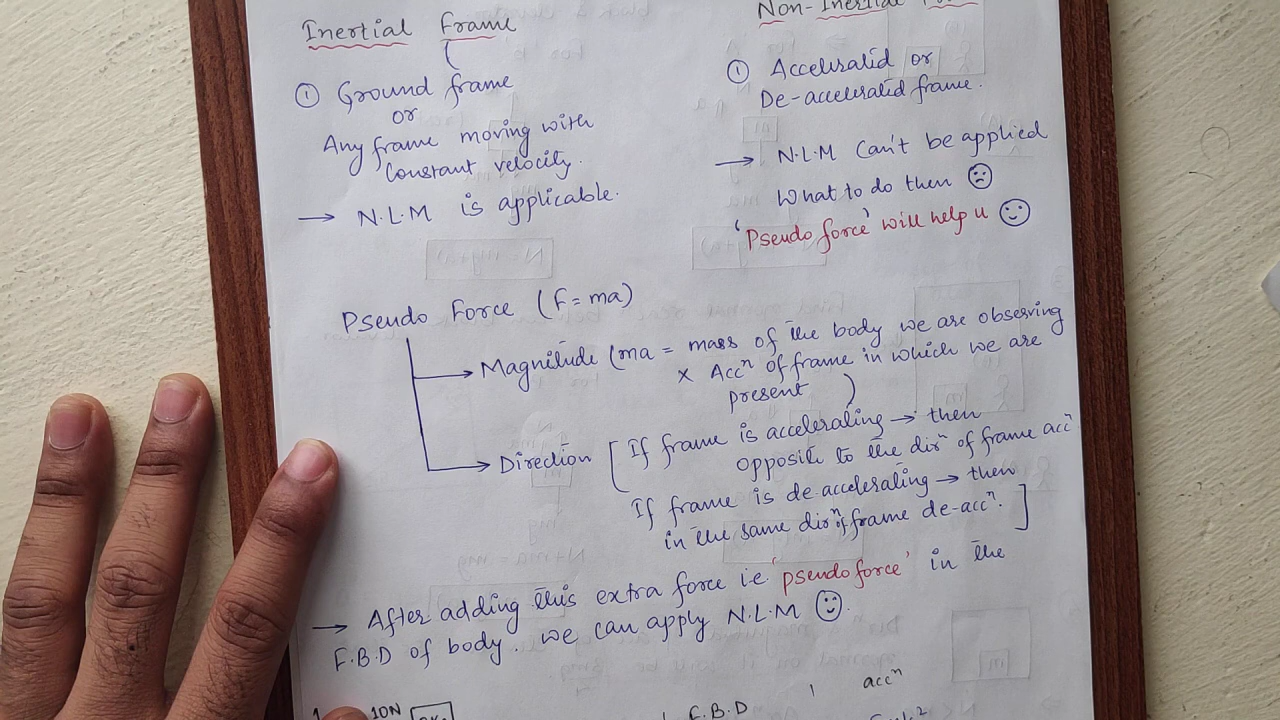 Inertial Frame
① Ground frame
or
Any frame moving with
constant velocity.
→ N.L.M is applicable.
Non-Inertial
① Accelerated or
De-accelerated frame.
→ N.L.M Can't be applied
What to do then ☹
'Pseudo force' will help u ☺
Pseudo Force (F = ma)
→ Magnitude (ma = mass of the body we are observing
x Accⁿ of frame in which we are
present )
→ Direction [ If frame is accelerating → then
opposite to the dirⁿ of frame accⁿ
If frame is de-accelerating → then
in the same dirⁿ of frame de-accⁿ. ]
→ After adding this extra force i.e. 'pseudo force' in the
F.B.D of body. we can apply N.L.M ☺.
10N
F.B.D
accⁿ